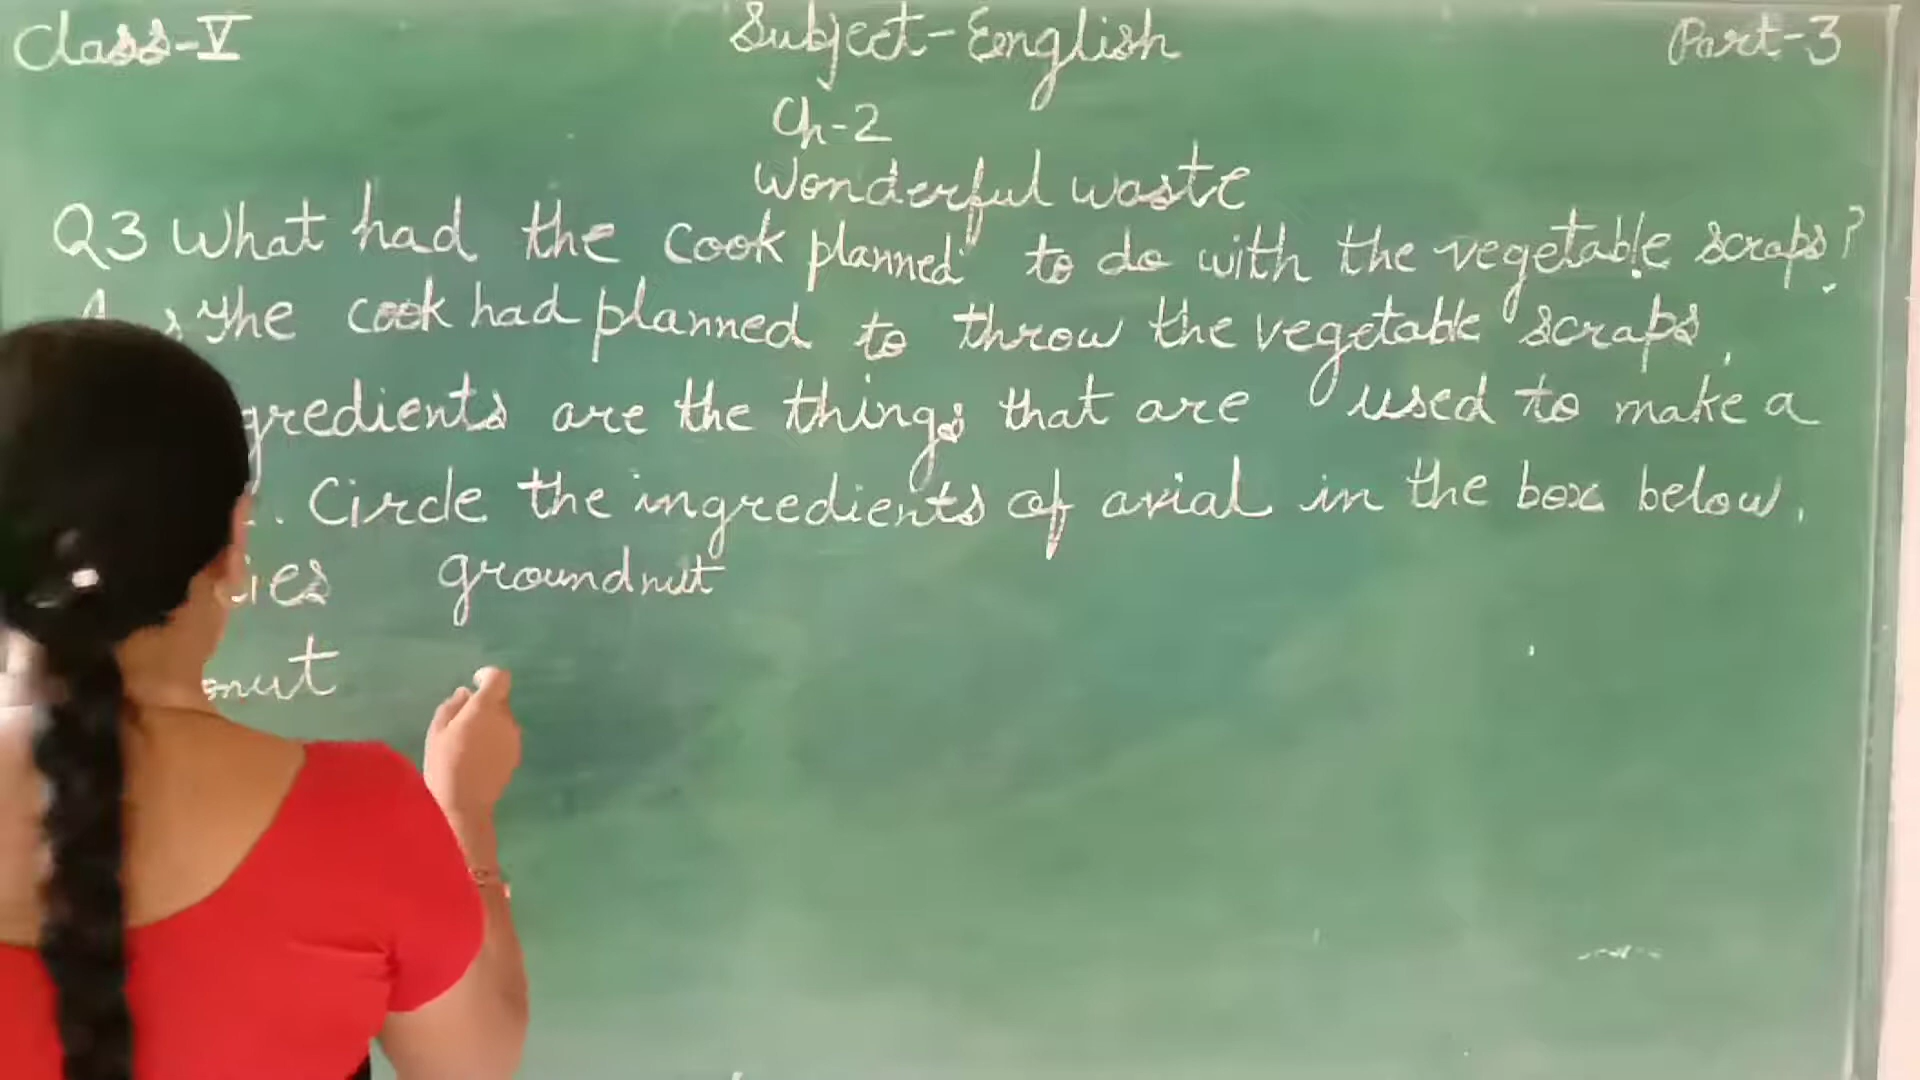 Class-V Subject-English Part-3
Ch-2
Wonderful waste
Q3 What had the cook planned to do with the vegetable scraps?
The cook had planned to throw the vegetable scraps.
gredients are the things that are used to make a
.. Circle the ingredients of avial in the box below.
ies groundnut
nut